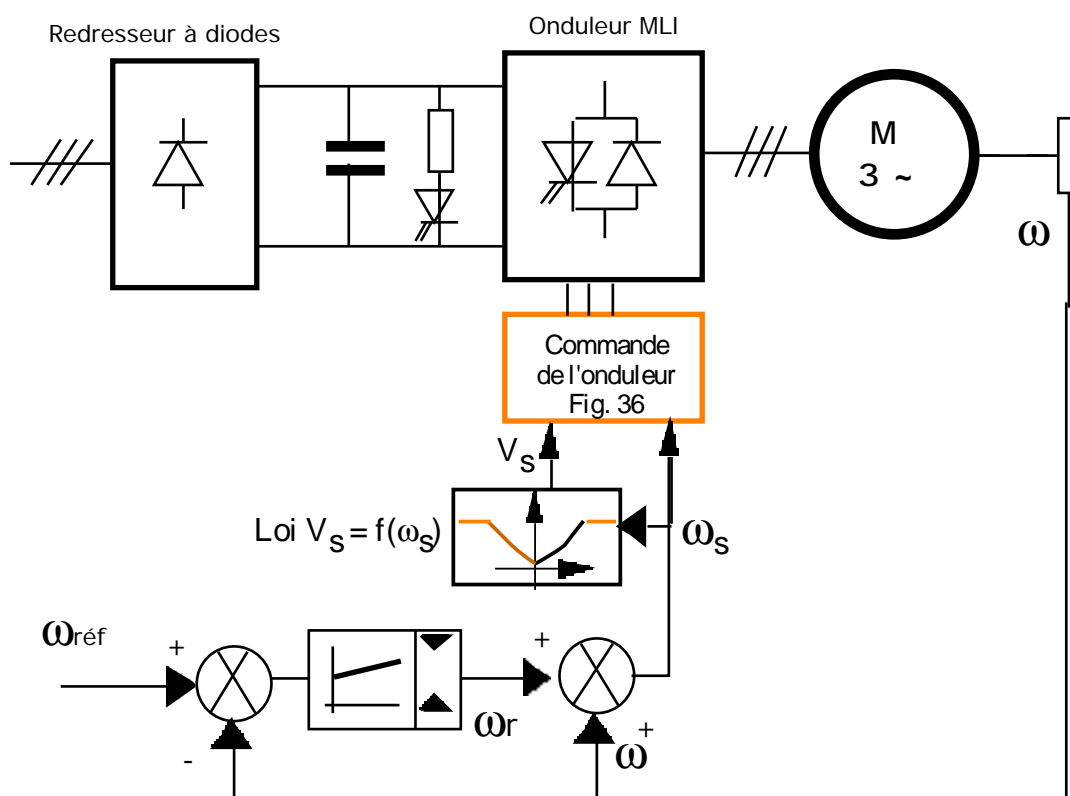 Redresseur à diodes
Onduleur MLI
M
3 ~
ω
Commande
de l'onduleur
Fig. 36
Vs
Loi Vs = f(ωs)
ωs
ωréf
+
-
ωr
+
ω
+